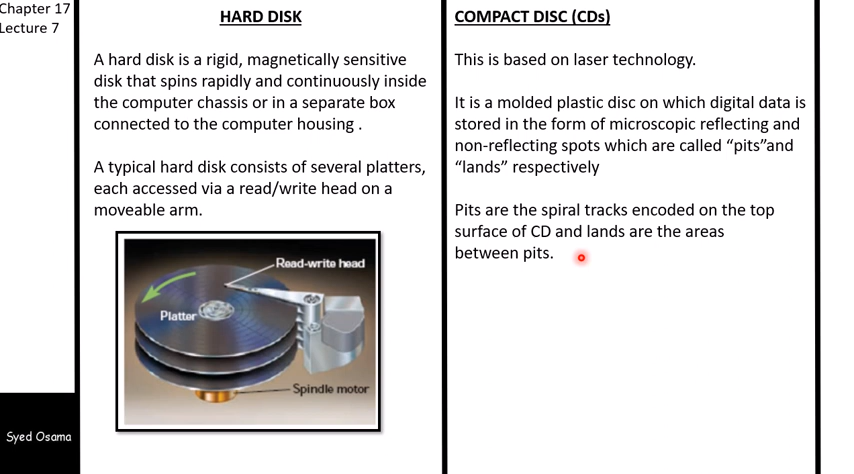 Chapter 17
Lecture 7
HARD DISK
A hard disk is a rigid, magnetically sensitive
disk that spins rapidly and continuously inside
the computer chassis or in a separate box
connected to the computer housing .
A typical hard disk consists of several platters,
each accessed via a read/write head on a
moveable arm.
Read-write head
Platter
Spindle motor
COMPACT DISC (CDs)
This is based on laser technology.
It is a molded plastic disc on which digital data is
stored in the form of microscopic reflecting and
non-reflecting spots which are called “pits”and
“lands” respectively
Pits are the spiral tracks encoded on the top
surface of CD and lands are the areas
between pits.
Syed Osama